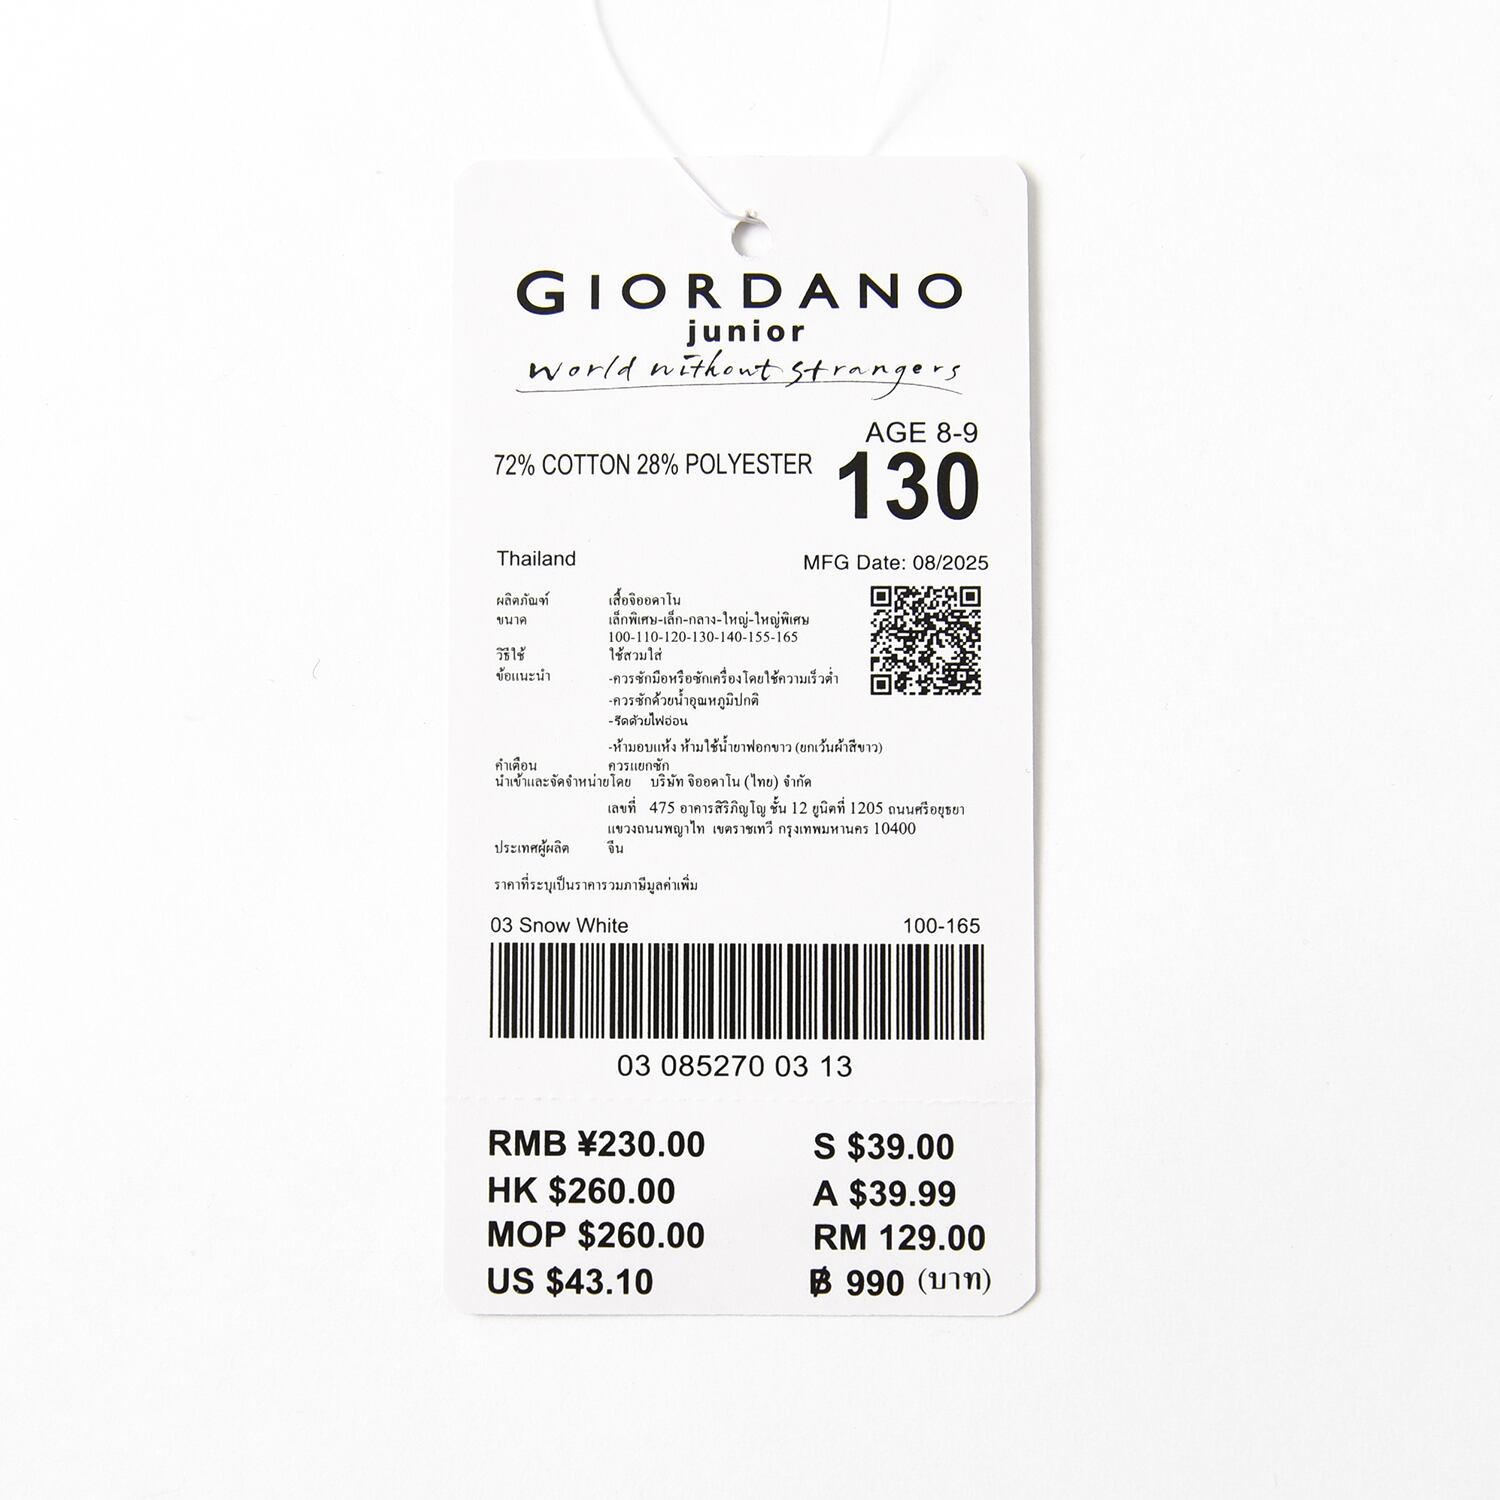 GIORDANO
junior
World without strangers
AGE 8-9
72% COTTON 28% POLYESTER 130
Thailand MFG Date: 08/2025
ผลิตภัณฑ์ เสื้อจิออดาโน
ขนาด เล็กพิเศษ-เล็ก-กลาง-ใหญ่-ใหญ่พิเศษ
100-110-120-130-140-155-165
วิธีใช้ ใช้สวมใส่
ข้อแนะนำ -ควรซักมือหรือซักเครื่องโดยใช้ความเร็วต่ำ
-ควรซักด้วยน้ำอุณหภูมิปกติ
-รีดด้วยไฟอ่อน
-ห้ามอบแห้ง ห้ามใช้น้ำยาฟอกขาว (ยกเว้นผ้าสีขาว)
คำเตือน ควรแยกซัก
นำเข้าและจัดจำหน่ายโดย บริษัท จิออดาโน (ไทย) จำกัด
เลขที่ 475 อาคารสิริภิญโญ ชั้น 12 ยูนิตที่ 1205 ถนนศรีอยุธยา
แขวงถนนพญาไท เขตราชเทวี กรุงเทพมหานคร 10400
ประเทศผู้ผลิต จีน
ราคาที่ระบุเป็นราคารวมภาษีมูลค่าเพิ่ม
03 Snow White 100-165
03 085270 03 13
RMB ¥230.00 S $39.00
HK $260.00 A $39.99
MOP $260.00 RM 129.00
US $43.10 ฿ 990 (บาท)